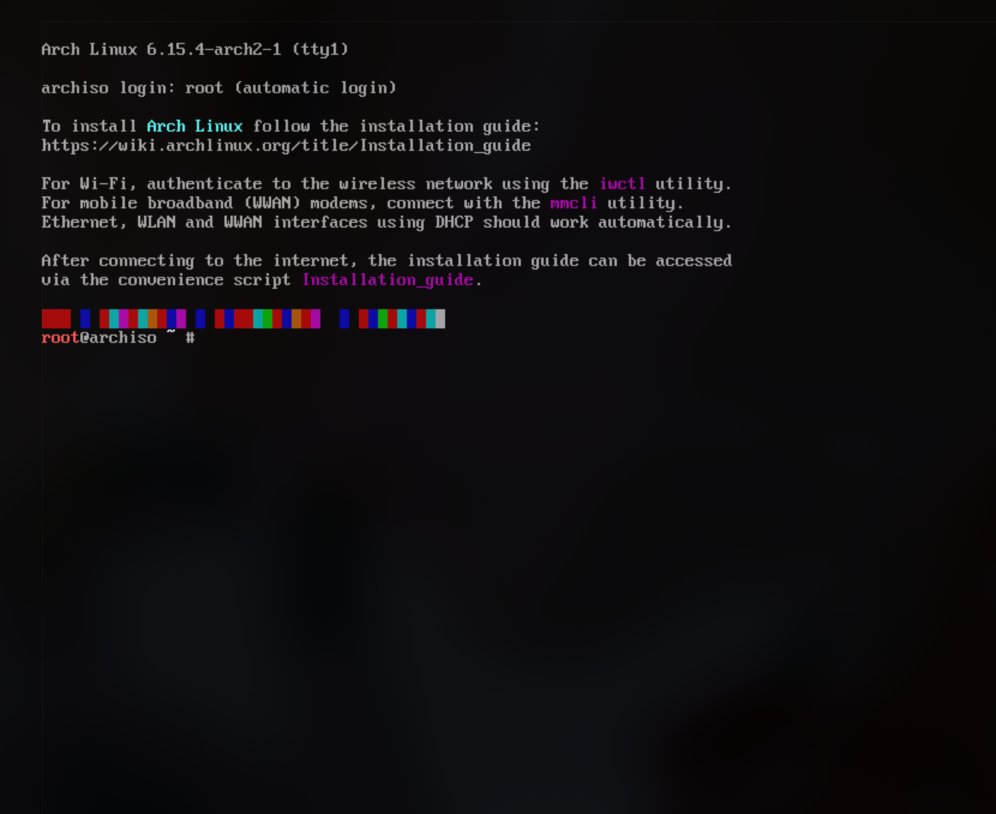 Arch Linux 6.15.4-arch2-1 (tty1)
archiso login: root (automatic login)
To install Arch Linux follow the installation guide:
https://wiki.archlinux.org/title/Installation_guide
For Wi-Fi, authenticate to the wireless network using the iwctl utility.
For mobile broadband (WWAN) modems, connect with the mmcli utility.
Ethernet, WLAN and WWAN interfaces using DHCP should work automatically.
After connecting to the internet, the installation guide can be accessed
via the convenience script Installation_guide.
root@archiso ~ #